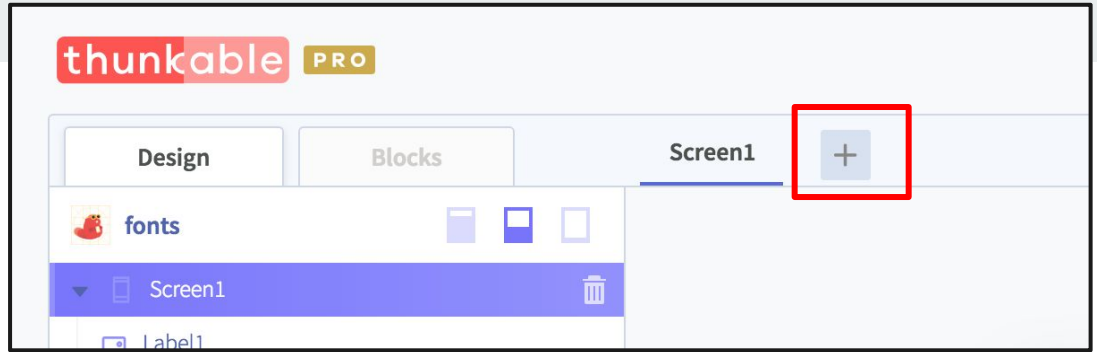 thunkable PRO
Design Blocks Screen1 +
fonts
Screen1
Label1